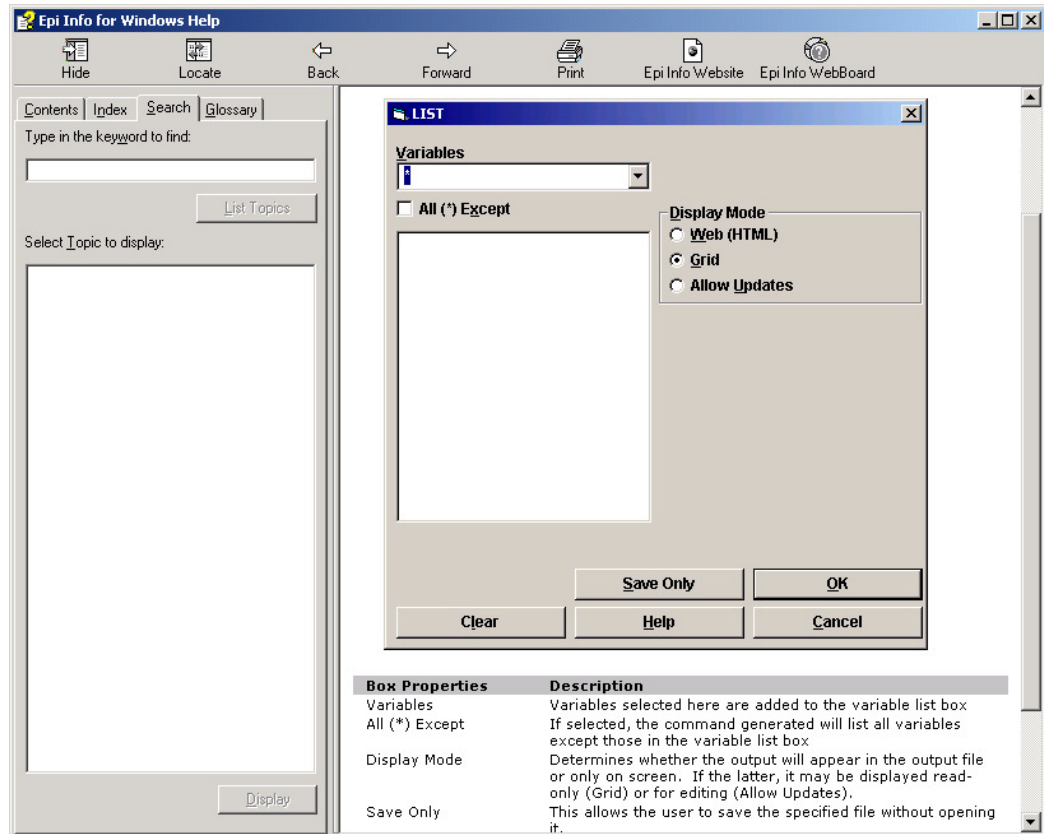 Epi Info for Windows Help
Hide Locate Back Forward Print Epi Info Website Epi Info WebBoard
Contents Index Search Glossary
Type in the keyword to find:
List Topics
Select Topic to display:
Display
LIST
Variables
*
All (*) Except
Display Mode
Web (HTML)
Grid
Allow Updates
Save Only OK
Clear Help Cancel
Box Properties Description
Variables Variables selected here are added to the variable list box
All (*) Except If selected, the command generated will list all variables
except those in the variable list box
Display Mode Determines whether the output will appear in the output file
or only on screen. If the latter, it may be displayed read-
only (Grid) or for editing (Allow Updates).
Save Only This allows the user to save the specified file without opening
it.